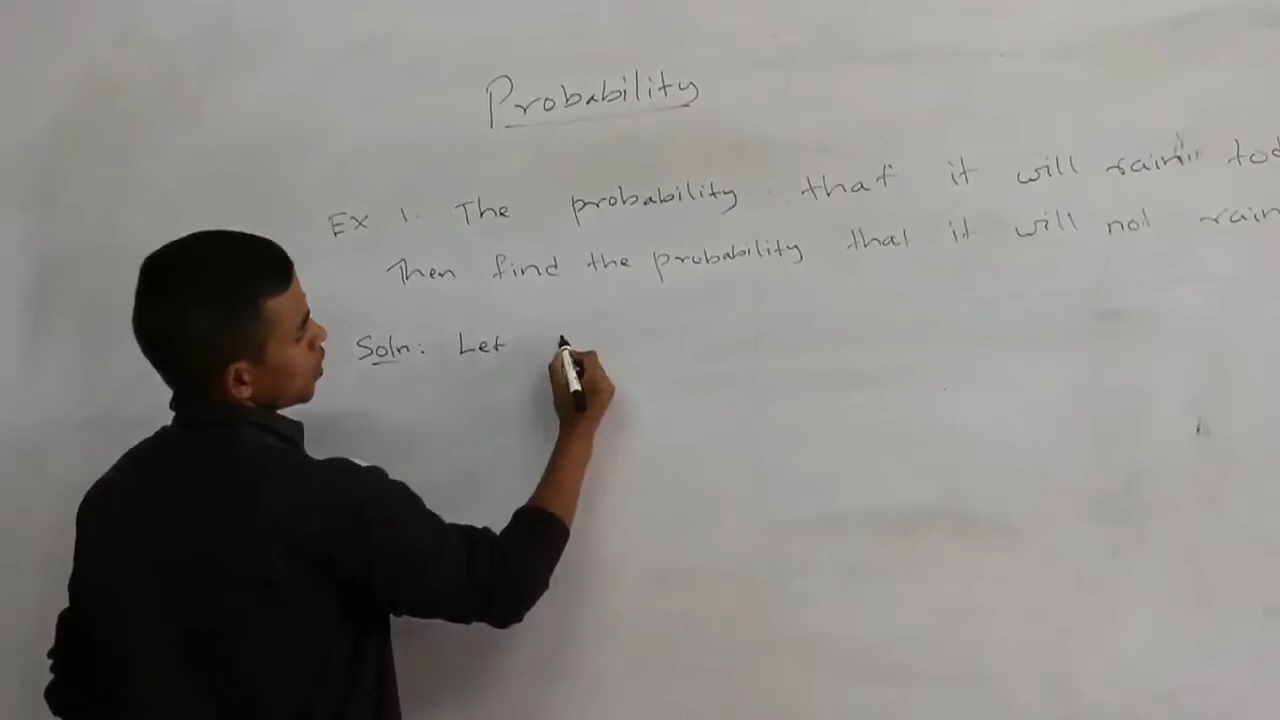 Probability
Ex 1. The probability that it will rain tod
Then find the probability that it will not rain
Soln: Let